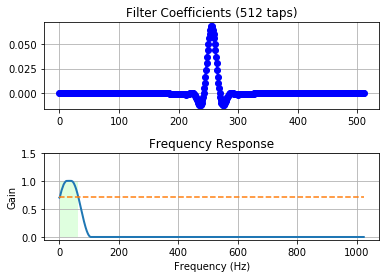 Filter Coefficients (512 taps)
0.050
0.025
0.000
0 100 200 300 400 500
Frequency Response
1.5
1.0
0.5
0.0
Gain
0 200 400 600 800 1000
Frequency (Hz)